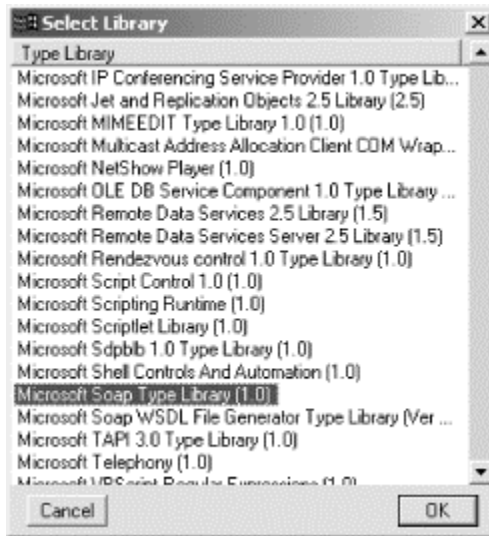 Select Library
Type Library
Microsoft IP Conferencing Service Provider 1.0 Type Lib...
Microsoft Jet and Replication Objects 2.5 Library (2.5)
Microsoft MIMEEDIT Type Library 1.0 (1.0)
Microsoft Multicast Address Allocation Client COM Wrap...
Microsoft NetShow Player (1.0)
Microsoft OLE DB Service Component 1.0 Type Library ...
Microsoft Remote Data Services 2.5 Library (1.5)
Microsoft Remote Data Services Server 2.5 Library (1.5)
Microsoft Rendezvous control 1.0 Type Library (1.0)
Microsoft Script Control 1.0 (1.0)
Microsoft Scripting Runtime (1.0)
Microsoft Scriptlet Library (1.0)
Microsoft Sdpblb 1.0 Type Library (1.0)
Microsoft Shell Controls And Automation (1.0)
Microsoft Soap Type Library (1.0)
Microsoft Soap WSDL File Generator Type Library (Ver ...
Microsoft TAPI 3.0 Type Library (1.0)
Microsoft Telephony (1.0)
Microsoft VBScript Regular Expressions (1.0)
Cancel
OK